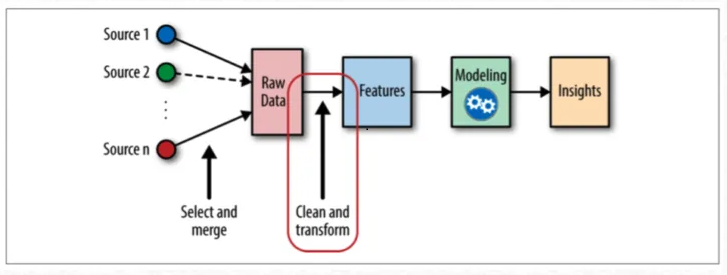 Source 1
Source 2
⋮
Source n
Select and
merge
Raw
Data
Clean and
transform
Features
Modeling
Insights